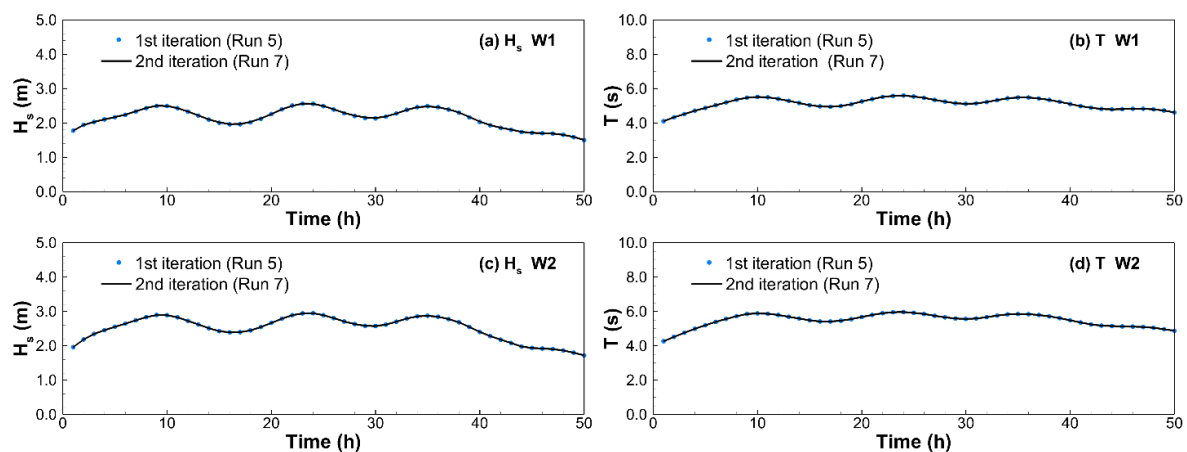 5.0
4.0
3.0
2.0
1.0
0.0
H_s (m)
1st iteration (Run 5)
2nd iteration (Run 7)
(a) H_s W1
0 10 20 30 40 50
Time (h)
10.0
8.0
6.0
4.0
2.0
0.0
T (s)
1st iteration (Run 5)
2nd iteration (Run 7)
(b) T W1
0 10 20 30 40 50
Time (h)
5.0
4.0
3.0
2.0
1.0
0.0
H_s (m)
1st iteration (Run 5)
2nd iteration (Run 7)
(c) H_s W2
0 10 20 30 40 50
Time (h)
10.0
8.0
6.0
4.0
2.0
0.0
T (s)
1st iteration (Run 5)
2nd iteration (Run 7)
(d) T W2
0 10 20 30 40 50
Time (h)